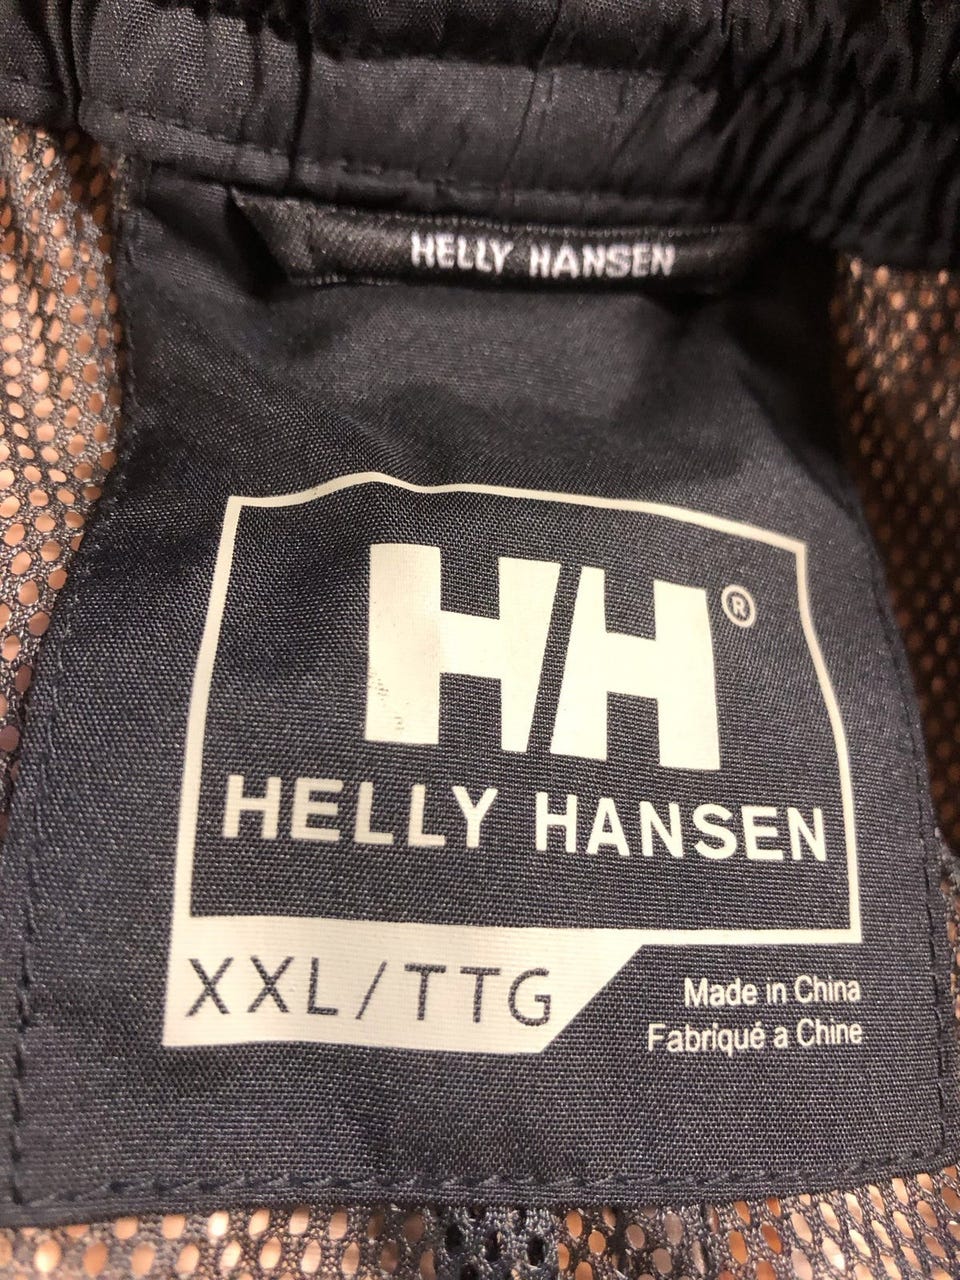 HELLY HANSEN
HH®
HELLY HANSEN
XXL/TTG
Made in China
Fabriqué a Chine